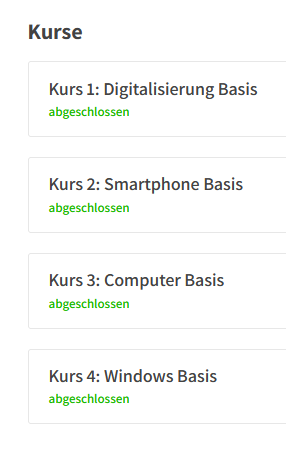 Kurse
Kurs 1: Digitalisierung Basis
abgeschlossen
Kurs 2: Smartphone Basis
abgeschlossen
Kurs 3: Computer Basis
abgeschlossen
Kurs 4: Windows Basis
abgeschlossen